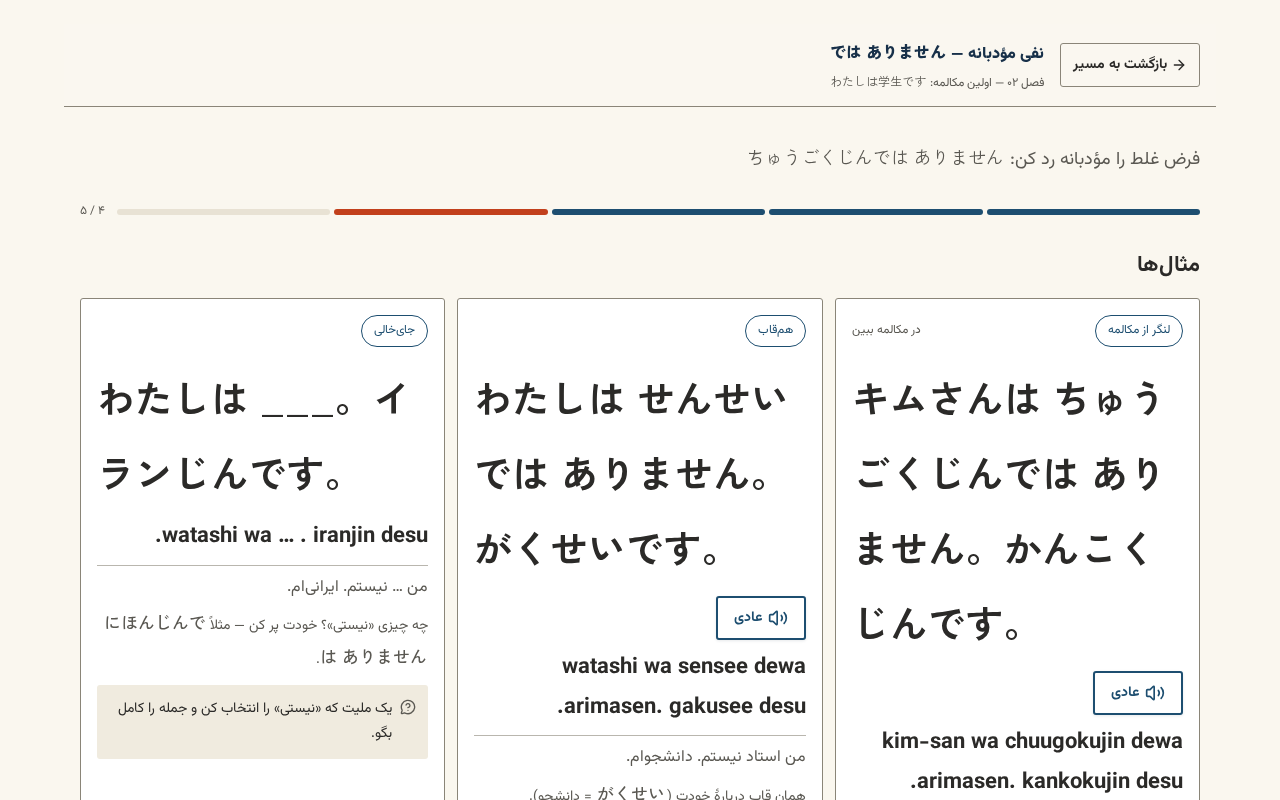 بازگشت به مسیر
نفی مؤدبانه — では ありません
فصل ۰۲ — اولین مکالمه: わたしは学生です
فرض غلط را مؤدبانه رد کن: ちゅうごくじんでは ありません
۴ / ۵
مثال‌ها
لنگر از مکالمه
در مکالمه ببین
キムさんは ちゅう
ごくじんでは あり
ません。かんこく
じんです。
عادی
kim-san wa chuugokujin dewa
arimasen. kankokujin desu.
هم‌قاب
わたしは せんせい
では ありません。
がくせいです。
عادی
watashi wa sensee dewa
arimasen. gakusee desu.
من استاد نیستم. دانشجوام.
همان قاب دربارهٔ خودت (がくせい = دانشجو).
جای‌خالی
わたしは ___。イ
ランじんです。
watashi wa … . iranjin desu.
من … نیستم. ایرانی‌ام.
چه چیزی «نیستی»؟ خودت پر کن — مثلاً にほんじんで
は ありません.
یک ملیت که «نیستی» را انتخاب کن و جمله را کامل
بگو.